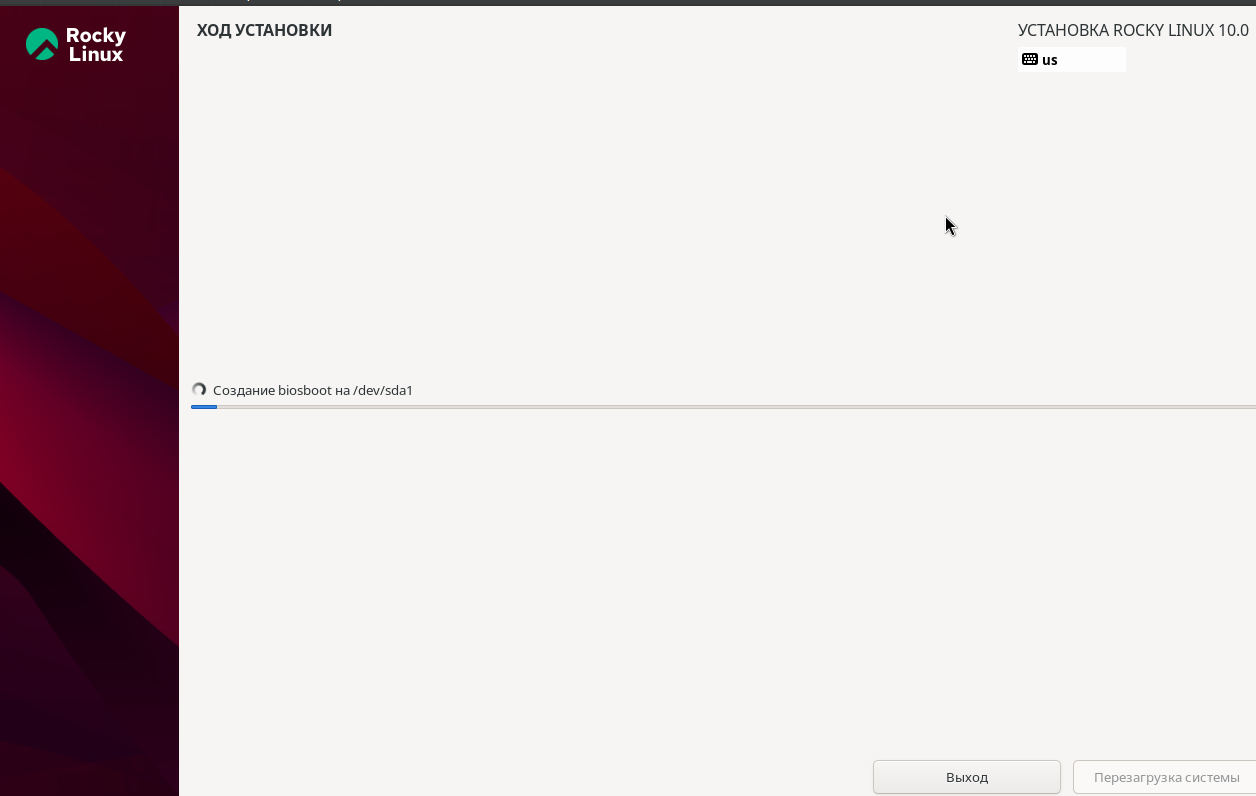 Rocky
Linux
ХОД УСТАНОВКИ
УСТАНОВКА ROCKY LINUX 10.0
us
Создание biosboot на /dev/sda1
Выход
Перезагрузка системы